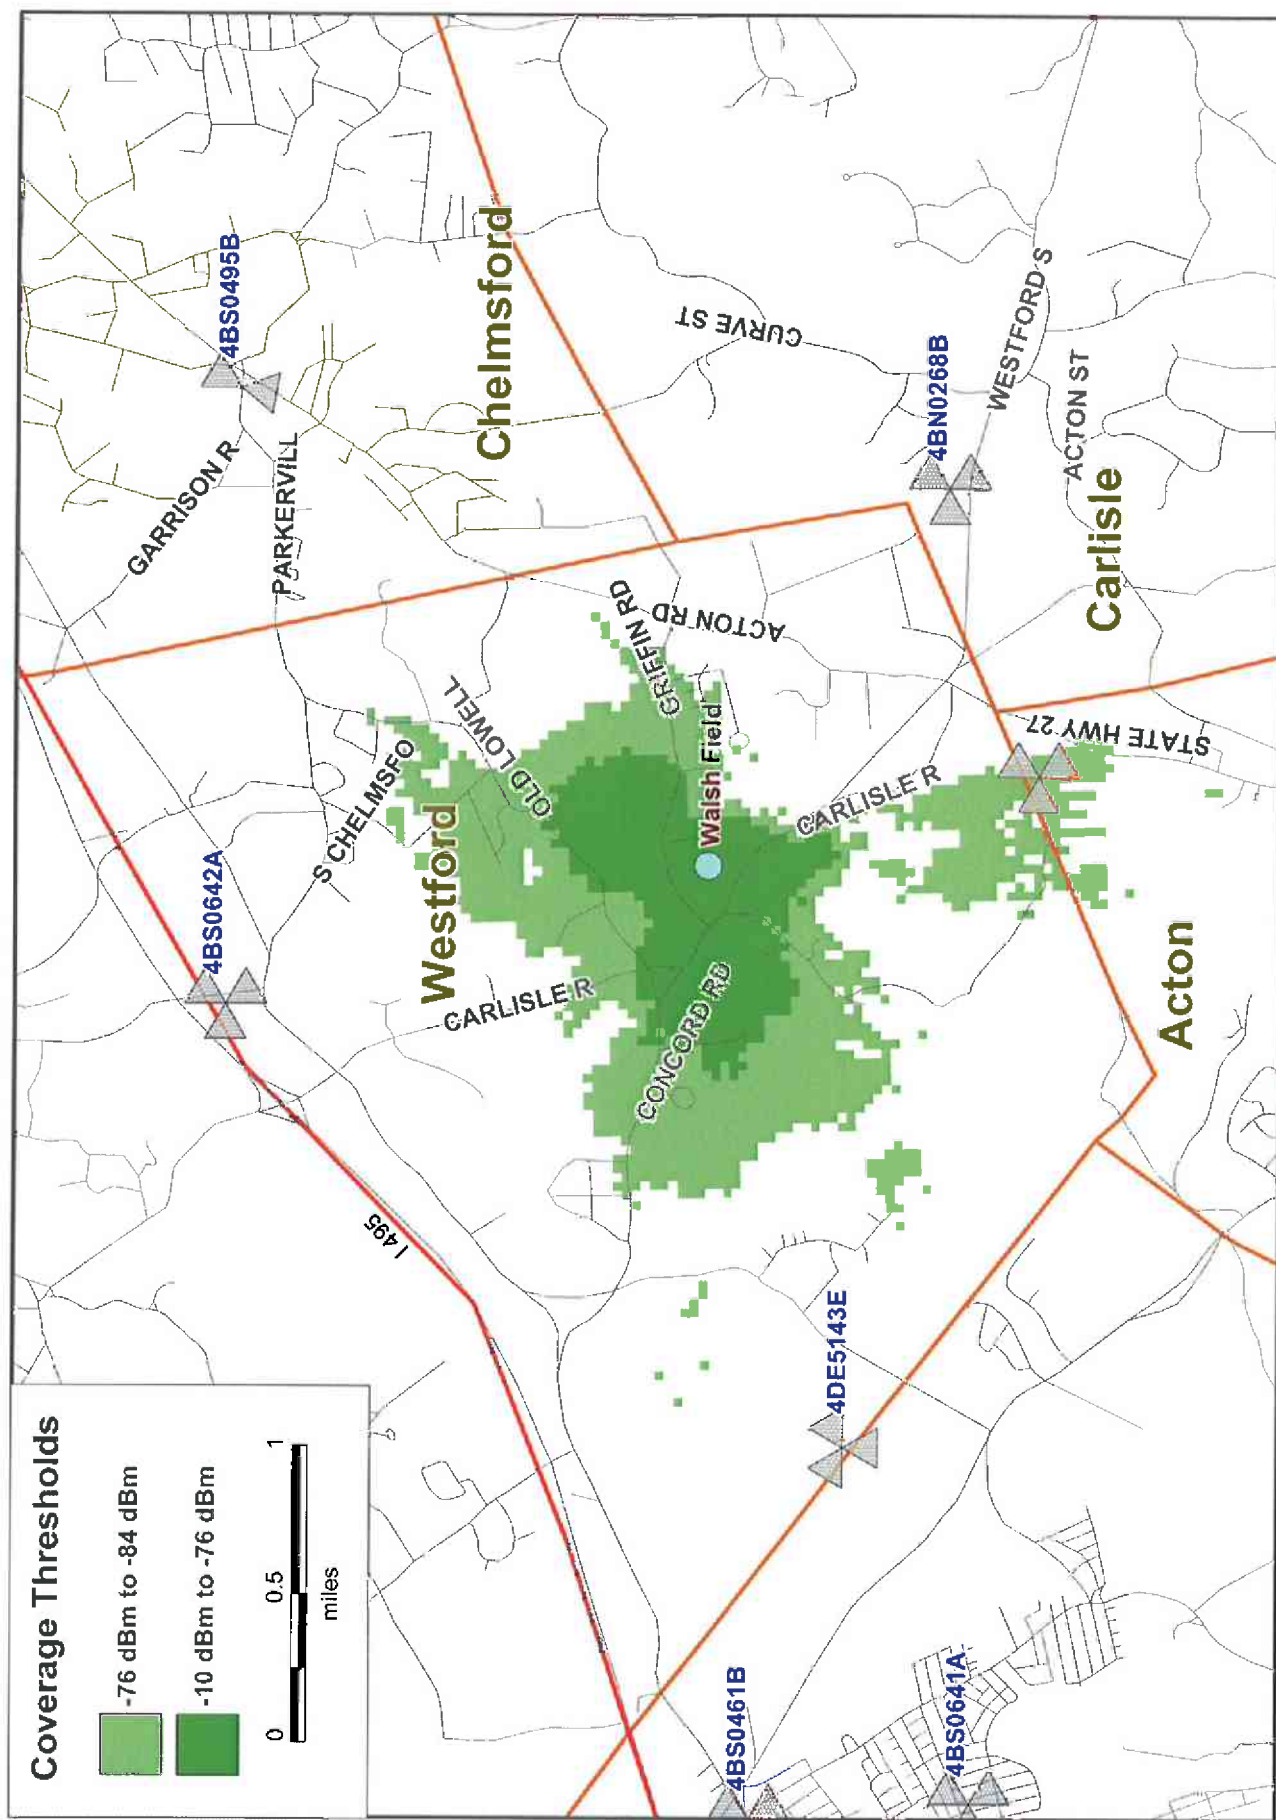 Coverage Thresholds
-76 dBm to -84 dBm
-10 dBm to -76 dBm
0
0.5
1
miles
I 495
4BS0461B
4BS0641A
4DE5143E
4BS0642A
4BS0495B
4BN0268B
GARRISON R
PARKERVILL
S CHELMSFO
OLD LOWELL
Westford
CARLISLE R
CONCORD RD
Walsh Field
GRIFFIN RD
ACTON RD
CARLISLE R
Chelmsford
CURVE ST
WESTFORD S
ACTON ST
Carlisle
STATE HWY 27
Acton